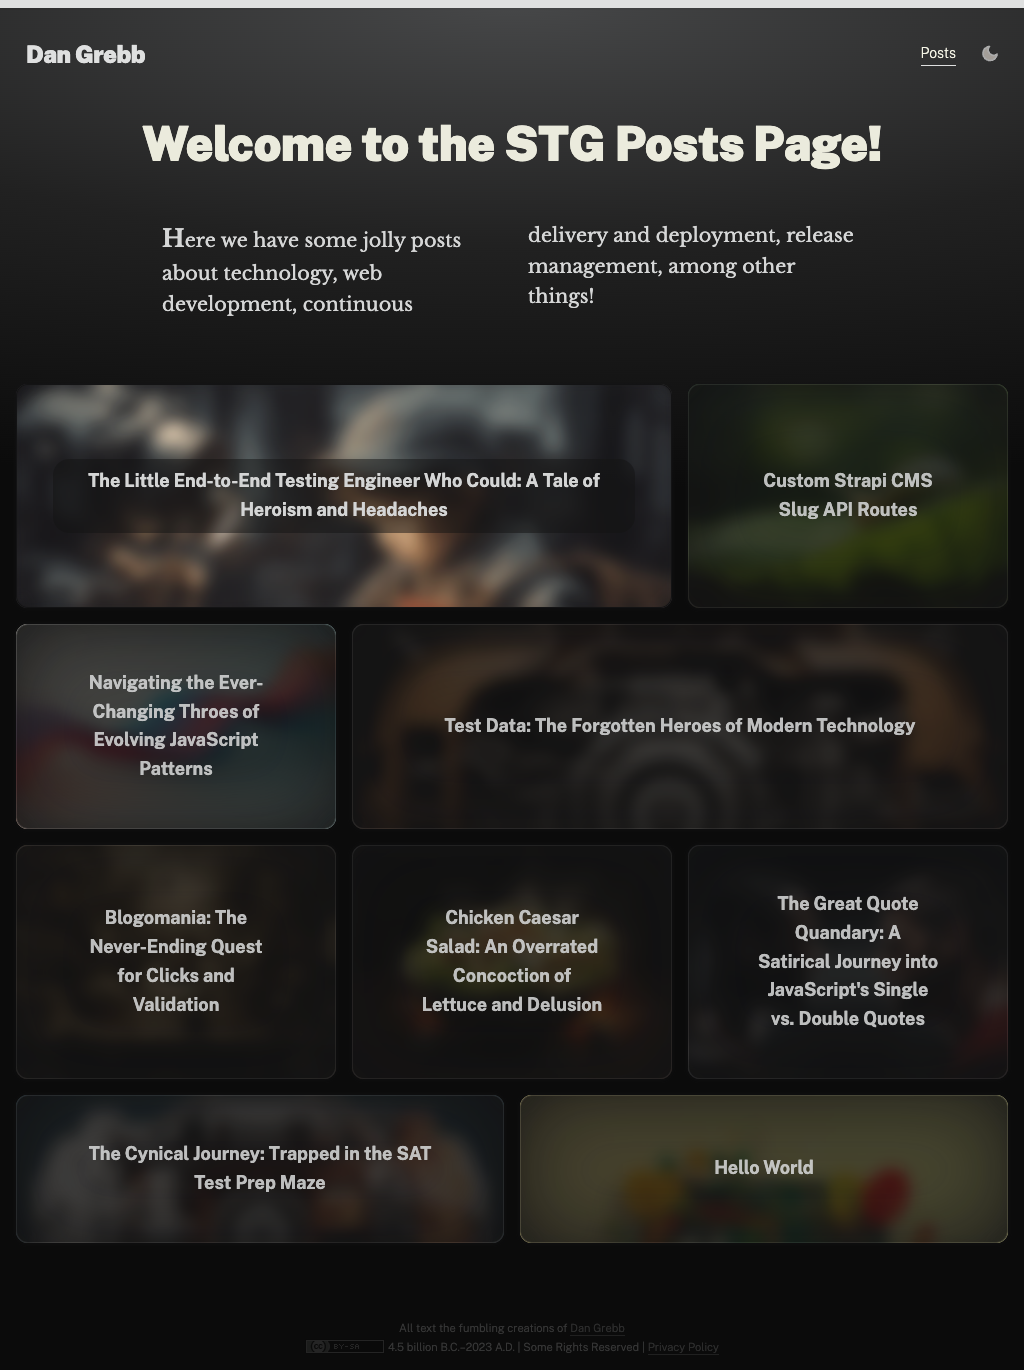 Dan Grebb
Posts
Welcome to the STG Posts Page!
Here we have some jolly posts
about technology, web
development, continuous
delivery and deployment, release
management, among other
things!
The Little End-to-End Testing Engineer Who Could: A Tale of
Heroism and Headaches
Custom Strapi CMS
Slug API Routes
Navigating the Ever-
Changing Throes of
Evolving JavaScript
Patterns
Test Data: The Forgotten Heroes of Modern Technology
Blogomania: The
Never-Ending Quest
for Clicks and
Validation
Chicken Caesar
Salad: An Overrated
Concoction of
Lettuce and Delusion
The Great Quote
Quandary: A
Satirical Journey into
JavaScript's Single
vs. Double Quotes
The Cynical Journey: Trapped in the SAT
Test Prep Maze
Hello World
All text the fumbling creations of Dan Grebb
cc BY-SA 4.5 billion B.C.–2023 A.D. | Some Rights Reserved | Privacy Policy